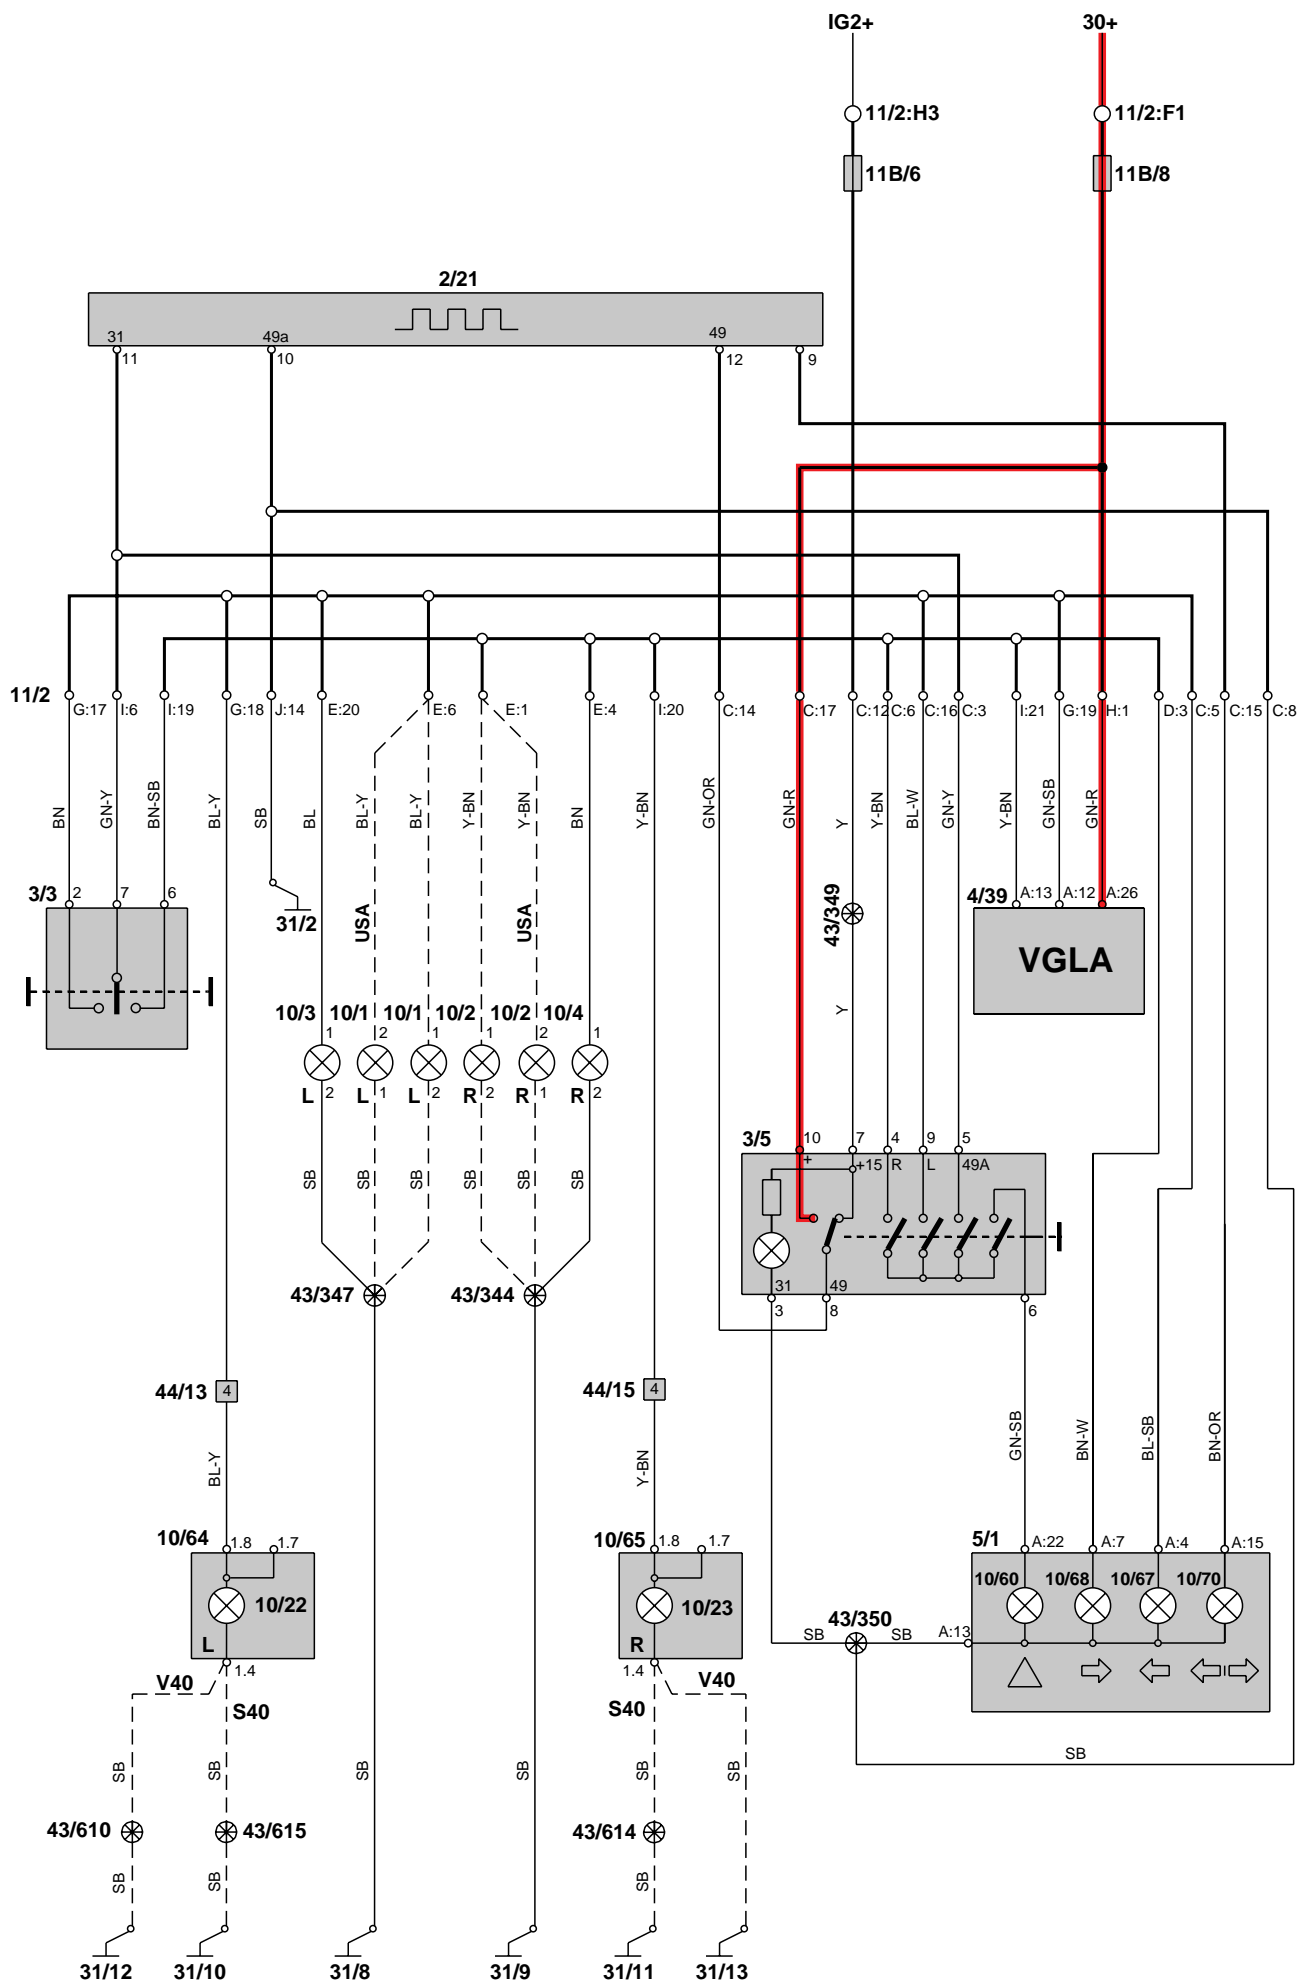 IG2+ 30+
11/2:H3 11/2:F1
11B/6 11B/8
2/21
31 49a 49
11 10 12 9
11/2 G:17 I:6 I:19 G:18 J:14 E:20 E:6 E:1 E:4 I:20 C:14 C:17 C:12 C:6 C:16 C:3 I:21 G:19 H:1 D:3 C:5 C:15 C:8
BN GN-Y BN-SB BL-Y SB BL BL-Y BL-Y Y-BN Y-BN BN Y-BN GN-OR GN-R Y Y-BN BL-W GN-Y Y-BN GN-SB GN-R
3/3 2 7 6 4/39 A:13 A:12 A:26
31/2 USA USA 43/349
VGLA
10/3 10/1 10/1 10/2 10/2 10/4 Y
1 2 1 1 2 1
L 2 L 1 L 2 R 2 R 1 R 2
3/5 10 7 4 9 5
+ +15 R L 49A
SB SB SB SB SB SB
43/347 43/344 31 49
3 8 6
44/13 4 44/15 4
BL-Y Y-BN GN-SB BN-W BL-SB BN-OR
10/64 1.8 1.7 10/65 1.8 1.7 5/1 A:22 A:7 A:4 A:15
10/60 10/68 10/67 10/70
10/22 10/23
43/350
L R SB SB A:13
1.4 1.4
V40 V40
S40 S40
SB
SB SB SB SB SB SB
43/610 43/615 43/614
SB SB SB
31/12 31/10 31/8 31/9 31/11 31/13